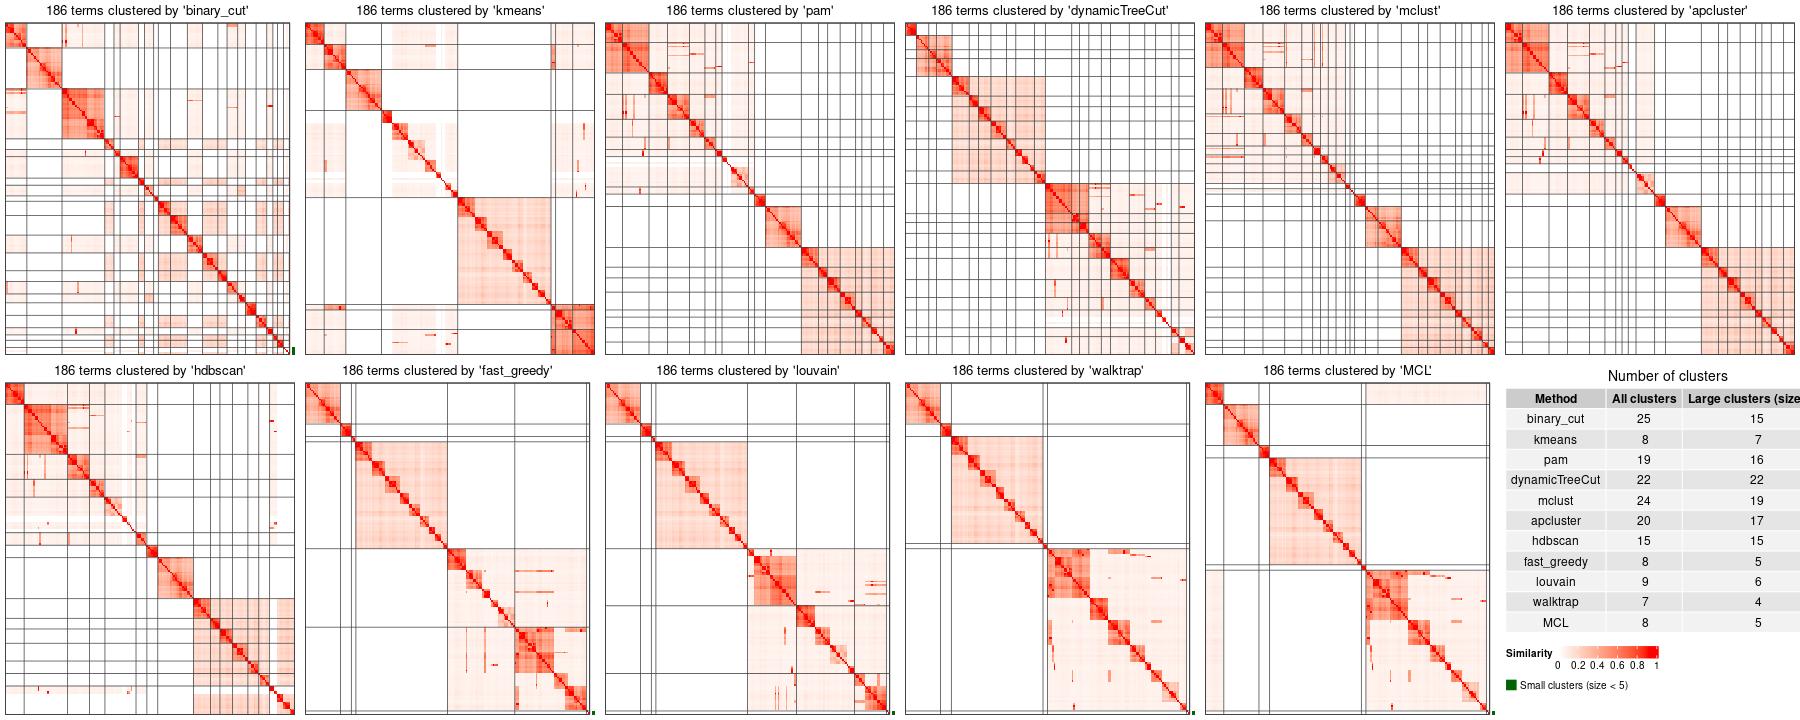 186 terms clustered by 'binary_cut'
186 terms clustered by 'kmeans'
186 terms clustered by 'pam'
186 terms clustered by 'dynamicTreeCut'
186 terms clustered by 'mclust'
186 terms clustered by 'apcluster'
186 terms clustered by 'hdbscan'
186 terms clustered by 'fast_greedy'
186 terms clustered by 'louvain'
186 terms clustered by 'walktrap'
186 terms clustered by 'MCL'
Number of clusters
Method All clusters Large clusters (size
binary_cut 25 15
kmeans 8 7
pam 19 16
dynamicTreeCut 22 22
mclust 24 19
apcluster 20 17
hdbscan 15 15
fast_greedy 8 5
louvain 9 6
walktrap 7 4
MCL 8 5
Similarity
0 0.2 0.4 0.6 0.8 1
Small clusters (size < 5)